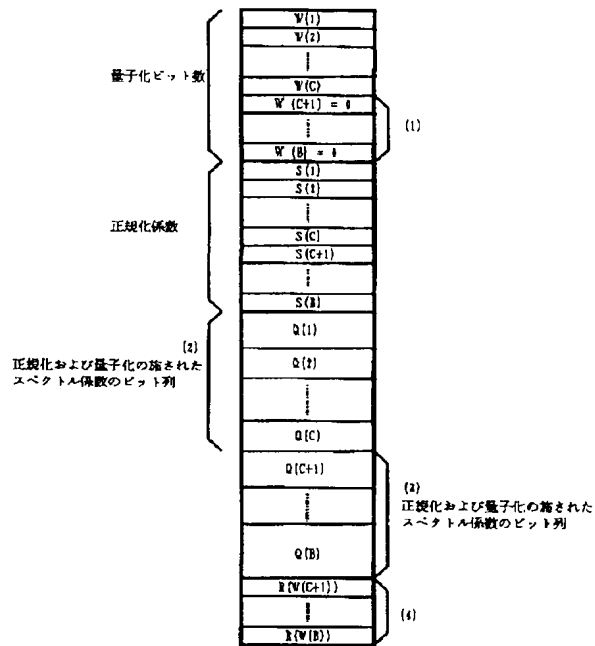 W(1)
W(2)
量子化ビット数
W(C)
W (C+1) = 0
(1)
W (B) = 0
S(1)
S(2)
正規化係数
S(C)
S(C+1)
S(B)
Q(1)
(2)
正規化および量子化の施された
スペクトル係数のビット列
Q(2)
Q(C)
Q(C+1)
正規化および量子化の施された
スペクトル係数のビット列
Q(B)
R(W(C+1))
(4)
R(W(B))